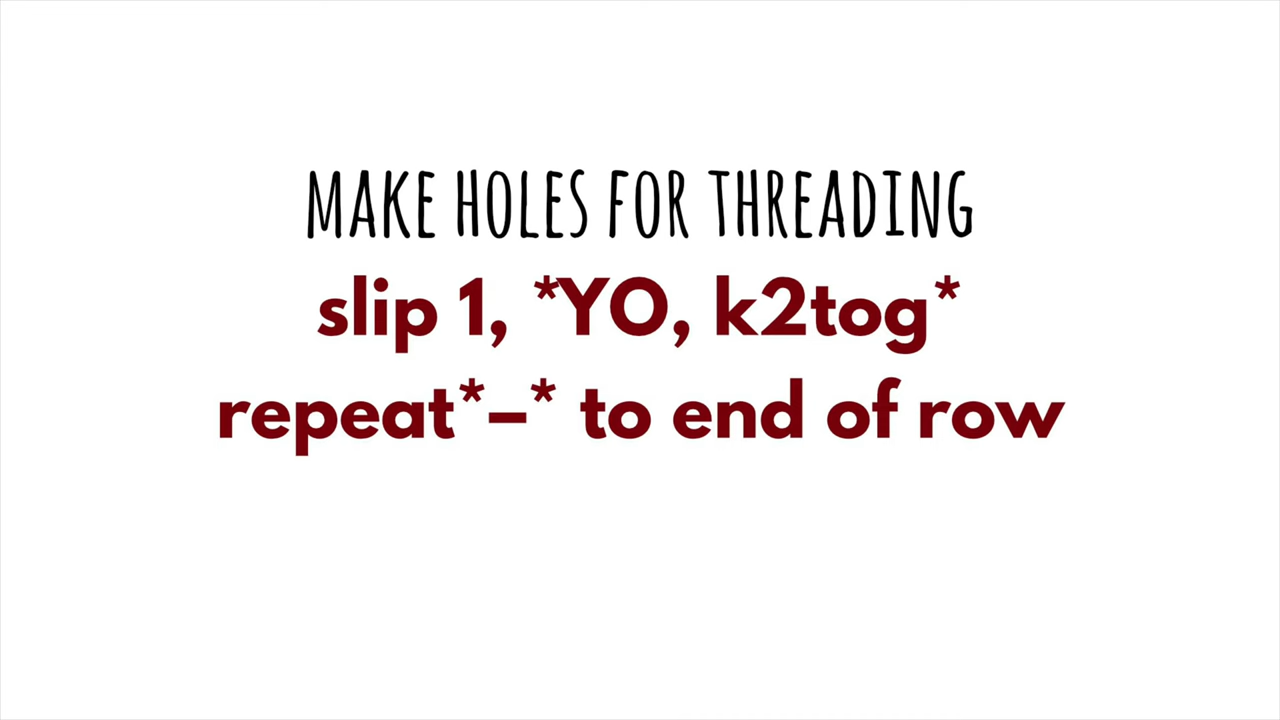 MAKE HOLES FOR THREADING
slip 1, *YO, k2tog*
repeat*–* to end of row